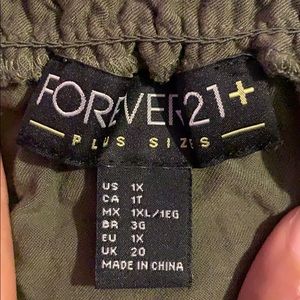 FOREVER21+
PLUS SIZES
US 1X
CA 1T
MX 1XL/1EG
BR 3G
EU 1X
UK 20
MADE IN CHINA